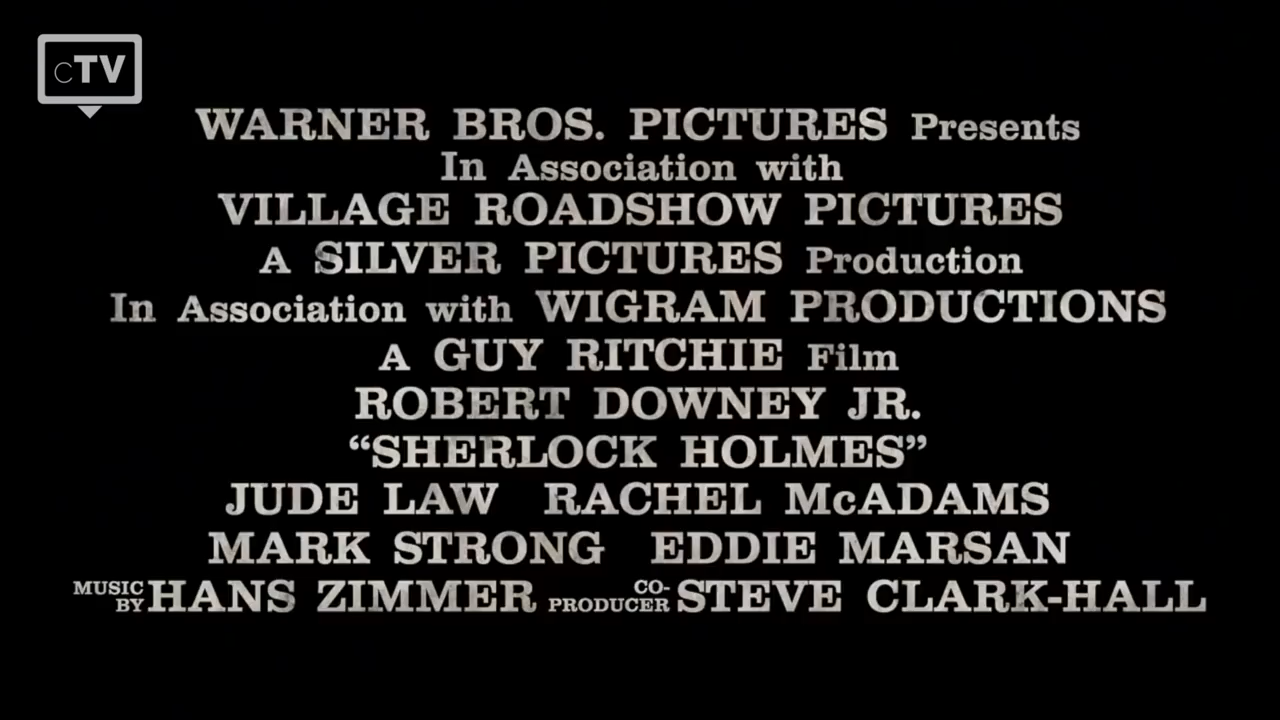 cTV
WARNER BROS. PICTURES Presents
In Association with
VILLAGE ROADSHOW PICTURES
A SILVER PICTURES Production
In Association with WIGRAM PRODUCTIONS
A GUY RITCHIE Film
ROBERT DOWNEY JR.
“SHERLOCK HOLMES”
JUDE LAW RACHEL McADAMS
MARK STRONG EDDIE MARSAN
MUSIC BY HANS ZIMMER CO-PRODUCER STEVE CLARK-HALL